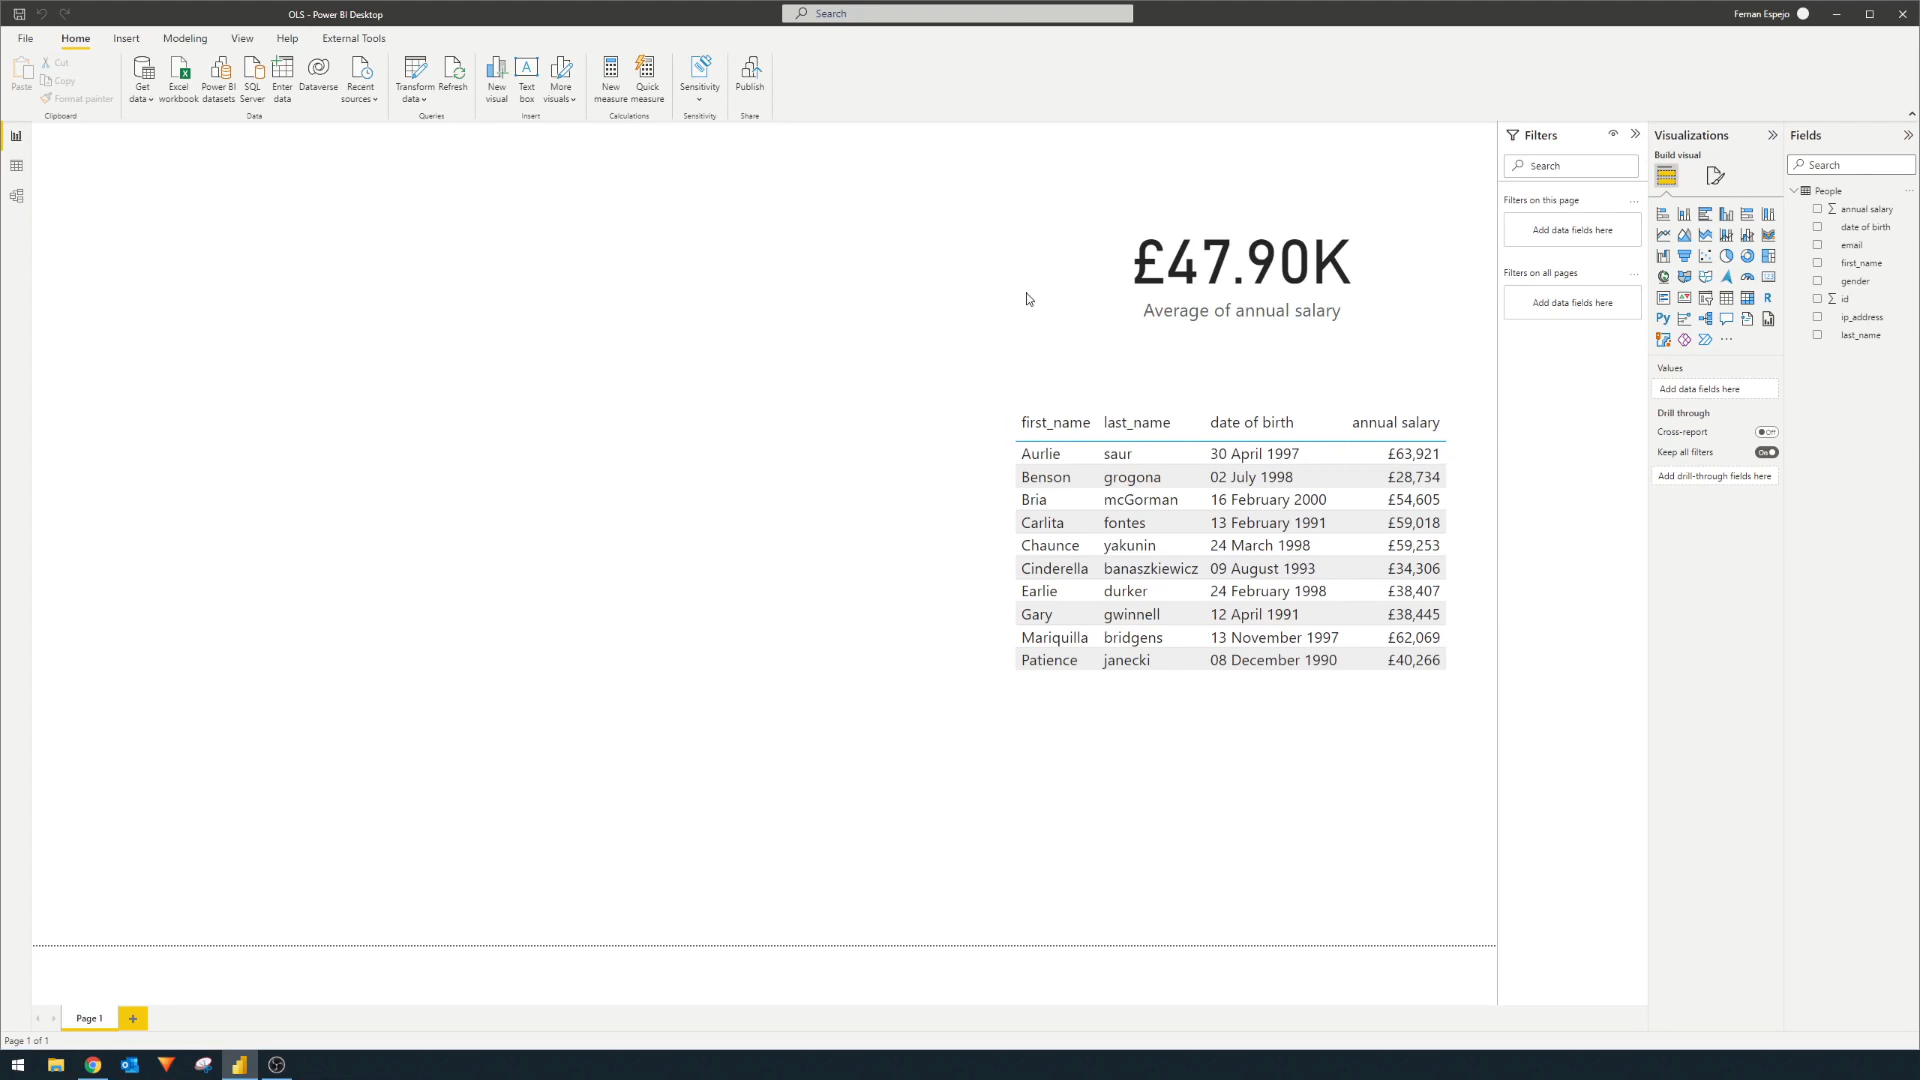 OLS - Power BI Desktop
Search
Fernan Espejo
File Home Insert Modeling View Help External Tools
Paste
Cut
Copy
Format painter
Clipboard
Get data
Excel workbook
Power BI datasets
SQL Server
Enter data
Dataverse
Recent sources
Data
Transform data
Refresh
Queries
New visual
Text box
More visuals
Insert
New measure
Quick measure
Calculations
Sensitivity
Sensitivity
Publish
Share
£47.90K
Average of annual salary
first_name last_name date of birth annual salary
Aurlie saur 30 April 1997 £63,921
Benson grogona 02 July 1998 £28,734
Bria mcGorman 16 February 2000 £54,605
Carlita fontes 13 February 1991 £59,018
Chaunce yakunin 24 March 1998 £59,253
Cinderella banaszkiewicz 09 August 1993 £34,306
Earlie durker 24 February 1998 £38,407
Gary gwinnell 12 April 1991 £38,445
Mariquilla bridgens 13 November 1997 £62,069
Patience janecki 08 December 1990 £40,266
Filters
Search
Filters on this page
Add data fields here
Filters on all pages
Add data fields here
Visualizations
Build visual
R
Py
Values
Add data fields here
Drill through
Cross-report Off
Keep all filters On
Add drill-through fields here
Fields
Search
People
annual salary
date of birth
email
first_name
gender
id
ip_address
last_name
Page 1
Page 1 of 1